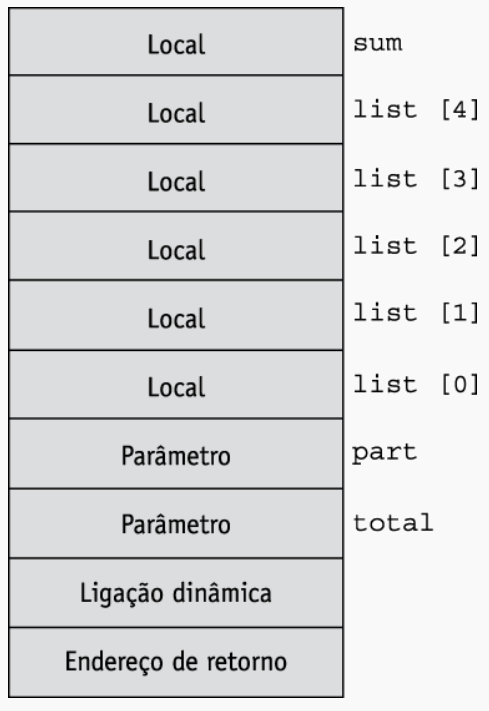 Local sum
Local list [4]
Local list [3]
Local list [2]
Local list [1]
Local list [0]
Parâmetro part
Parâmetro total
Ligação dinâmica
Endereço de retorno